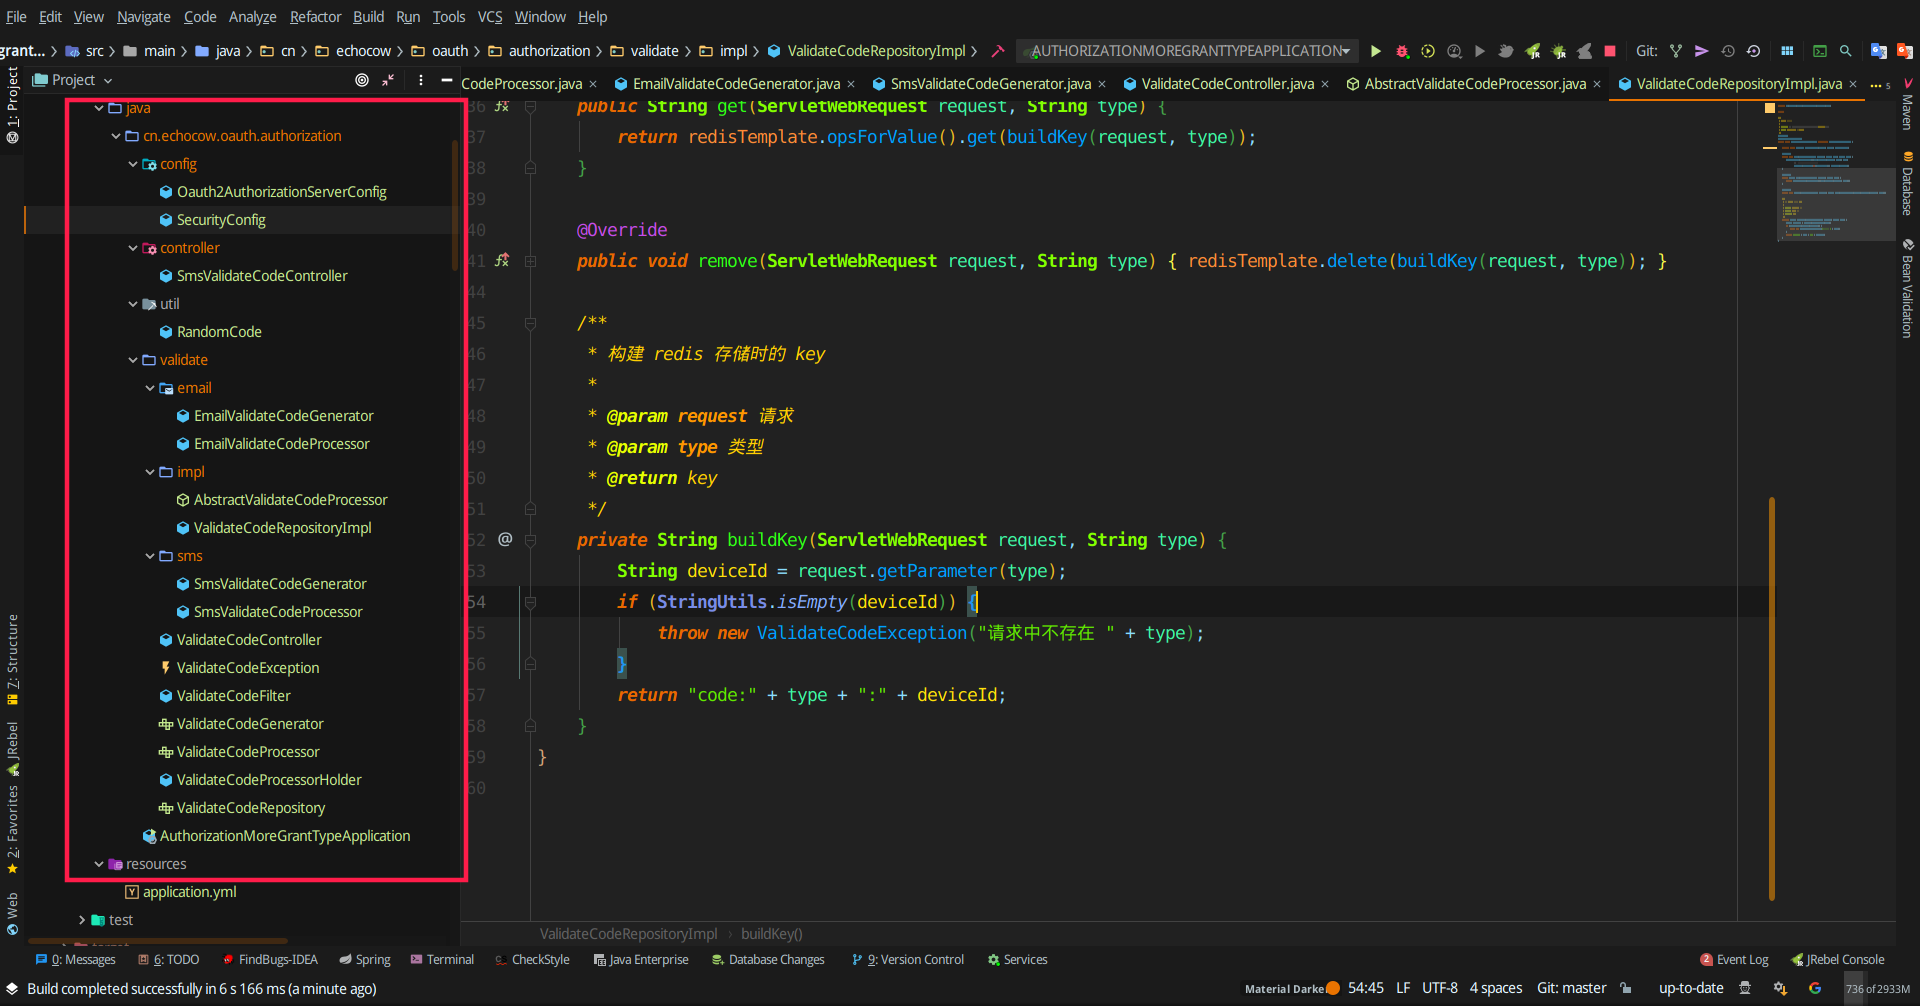 File Edit View Navigate Code Analyze Refactor Build Run Tools VCS Window Help
grant... > src > main > java > cn > echocow > oauth > authorization > validate > impl > ValidateCodeRepositoryImpl > AUTHORIZATIONMOREGRANTTYPEAPPLICATION Git:
Project
CodeProcessor.java × EmailValidateCodeGenerator.java × SmsValidateCodeGenerator.java × ValidateCodeController.java × AbstractValidateCodeProcessor.java × ValidateCodeRepositoryImpl.java × ... 5
1: Project
7: Structure
JRebel
2: Favorites
Web
java
cn.echocow.oauth.authorization
config
Oauth2AuthorizationServerConfig
SecurityConfig
controller
SmsValidateCodeController
util
RandomCode
validate
email
EmailValidateCodeGenerator
EmailValidateCodeProcessor
impl
AbstractValidateCodeProcessor
ValidateCodeRepositoryImpl
sms
SmsValidateCodeGenerator
SmsValidateCodeProcessor
ValidateCodeController
ValidateCodeException
ValidateCodeFilter
ValidateCodeGenerator
ValidateCodeProcessor
ValidateCodeProcessorHolder
ValidateCodeRepository
AuthorizationMoreGrantTypeApplication
resources
application.yml
test
36 public String get(ServletWebRequest request, String type) {
37 return redisTemplate.opsForValue().get(buildKey(request, type));
38 }
39
40 @Override
41 public void remove(ServletWebRequest request, String type) { redisTemplate.delete(buildKey(request, type)); }
44
45 /**
46 * 构建 redis 存储时的 key
47 *
48 * @param request 请求
49 * @param type 类型
50 * @return key
51 */
52 @ private String buildKey(ServletWebRequest request, String type) {
53 String deviceId = request.getParameter(type);
54 if (StringUtils.isEmpty(deviceId)) {
55 throw new ValidateCodeException("请求中不存在 " + type);
56 }
57 return "code:" + type + ":" + deviceId;
58 }
59 }
60
Maven
Database
Bean Validation
ValidateCodeRepositoryImpl › buildKey()
0: Messages 6: TODO FindBugs-IDEA Spring Terminal CheckStyle Java Enterprise Database Changes 9: Version Control Services 2 Event Log JRebel Console
Build completed successfully in 6 s 166 ms (a minute ago) Material Darker 54:45 LF UTF-8 4 spaces Git: master up-to-date 736 of 2933M